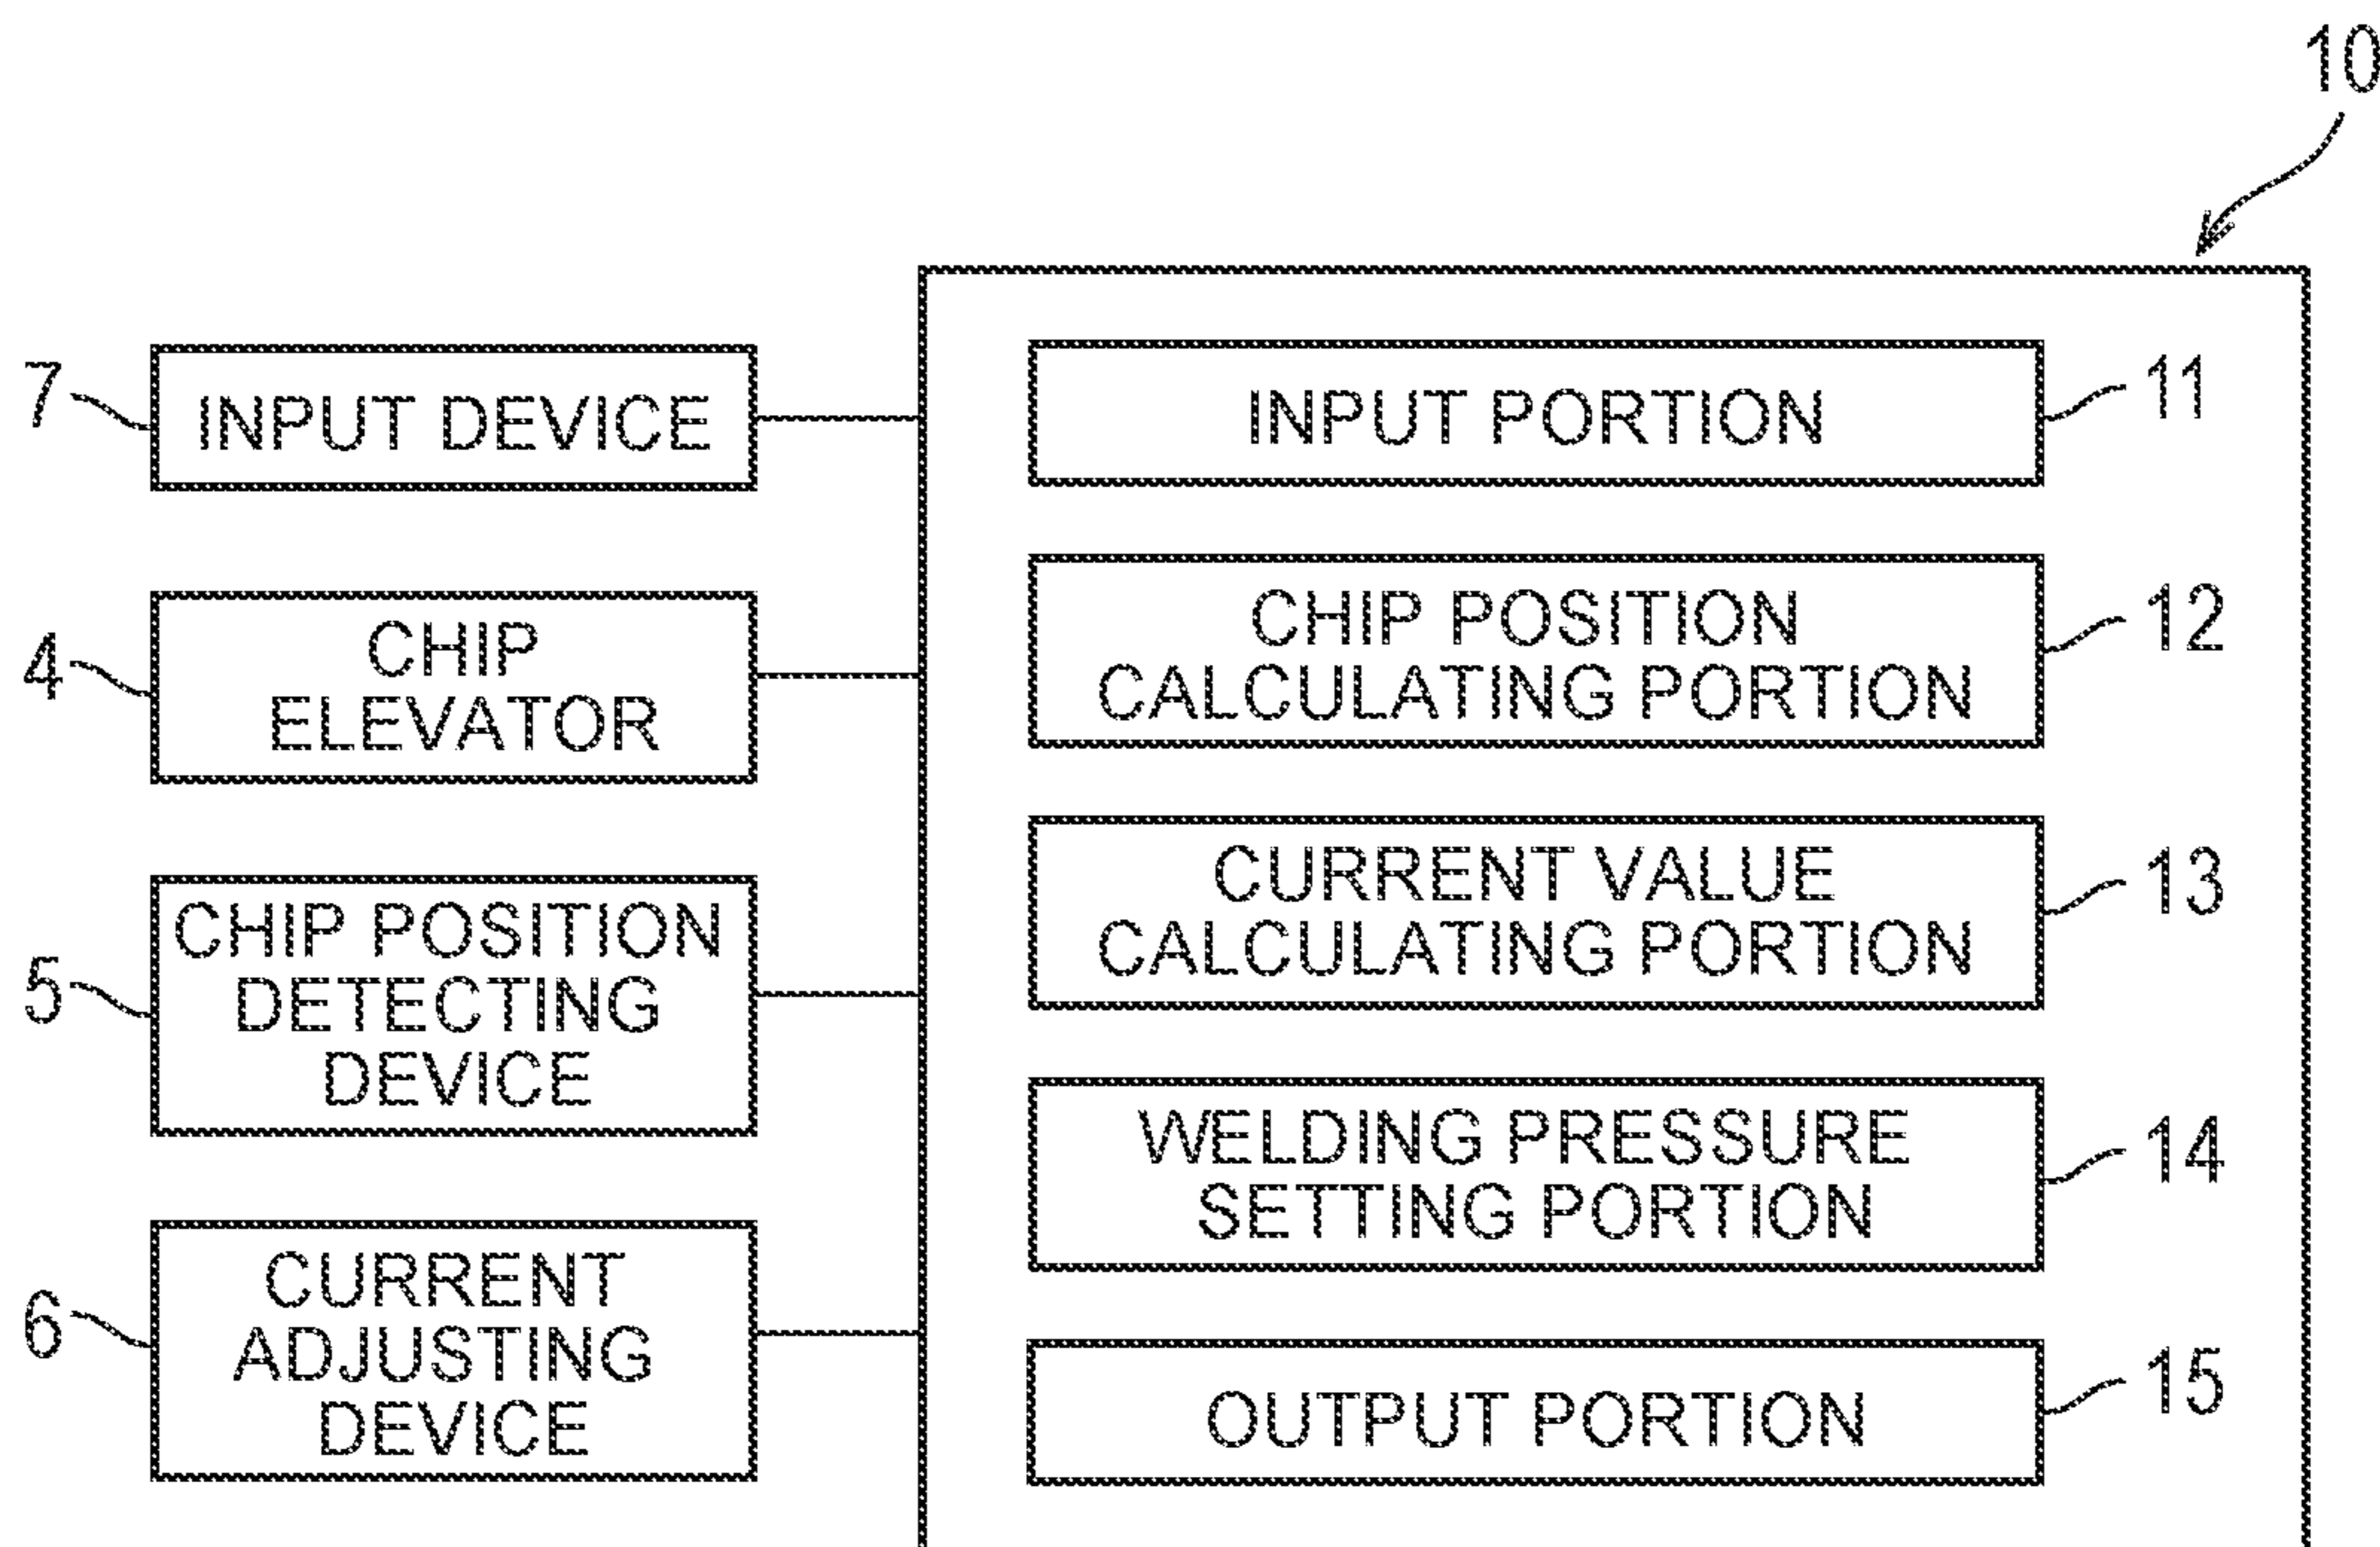 10
7
INPUT DEVICE
4
CHIP
ELEVATOR
5
CHIP POSITION
DETECTING
DEVICE
6
CURRENT
ADJUSTING
DEVICE
INPUT PORTION
11
CHIP POSITION
CALCULATING PORTION
12
CURRENT VALUE
CALCULATING PORTION
13
WELDING PRESSURE
SETTING PORTION
14
OUTPUT PORTION
15